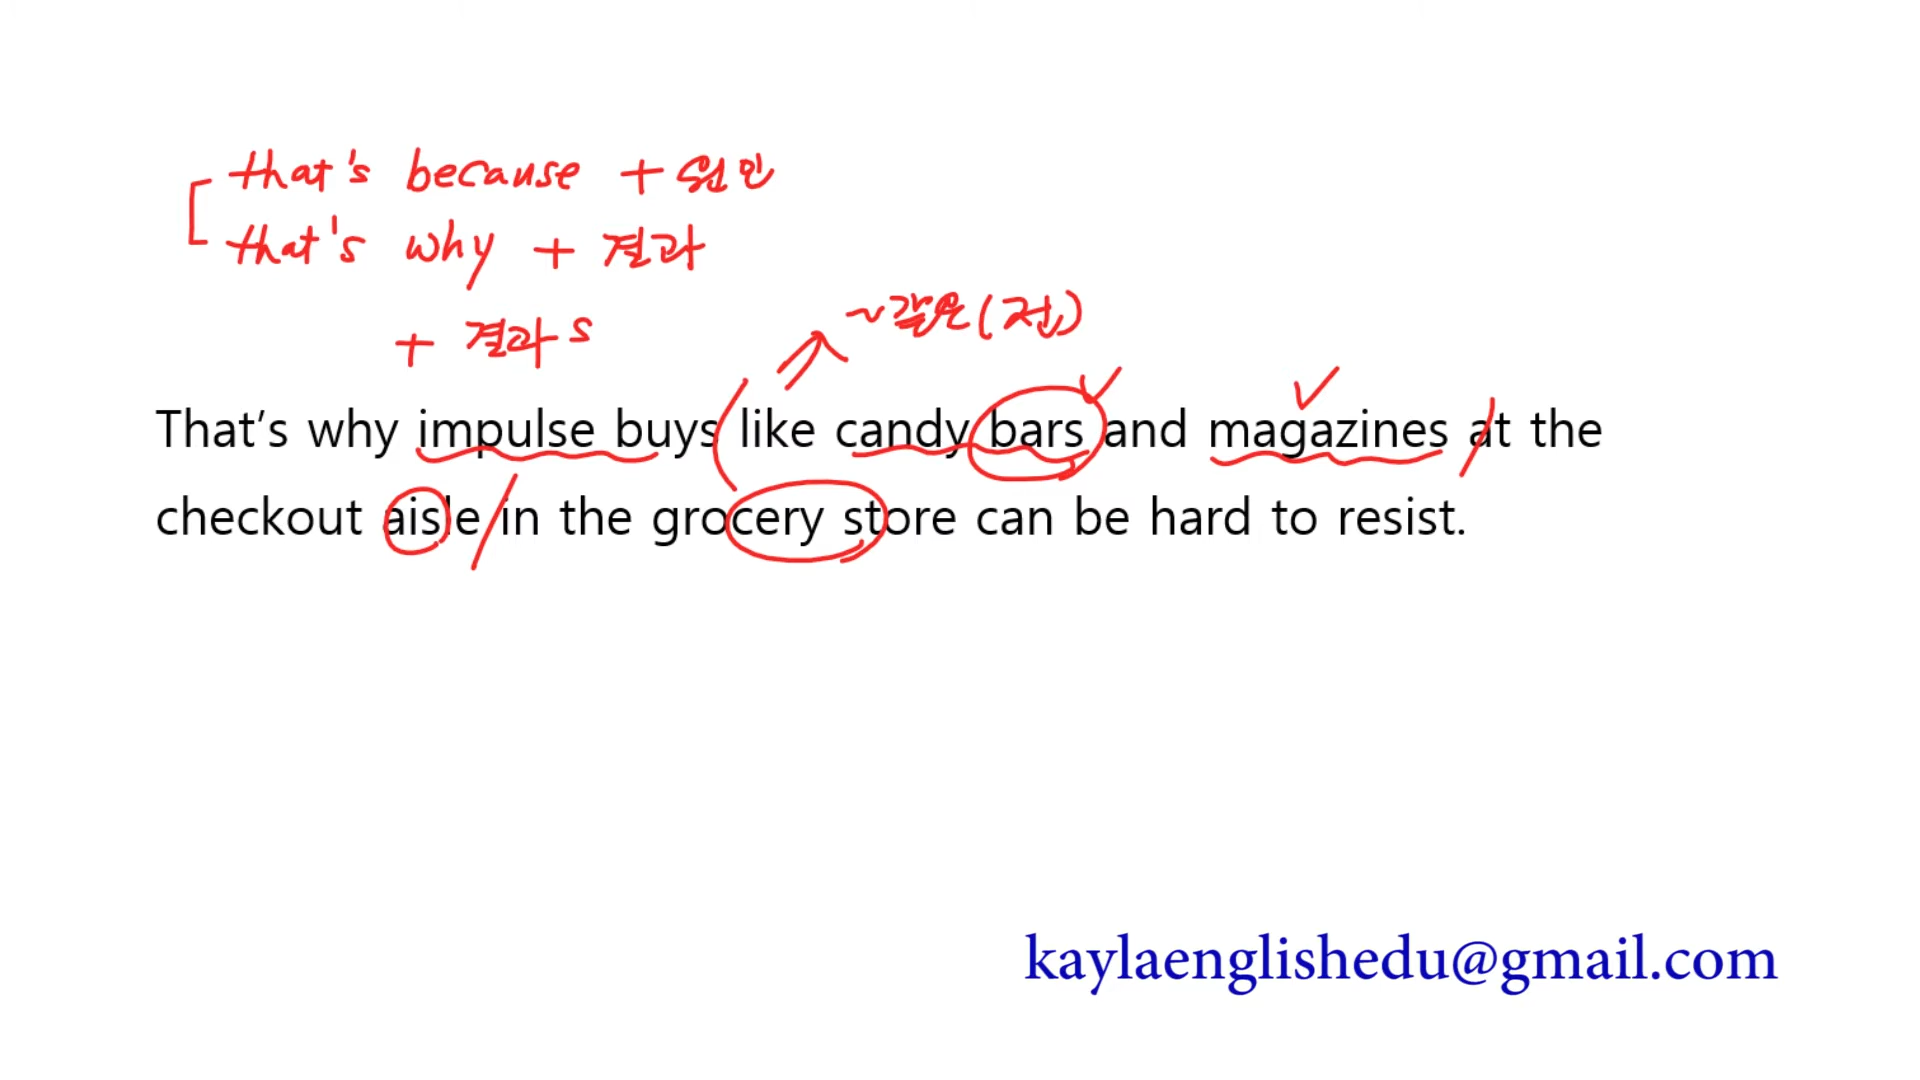 that's because + 원인
that's why + 결과
+ 결과 s
~같은(전)
That’s why impulse buys like candy bars and magazines at the
checkout aisle in the grocery store can be hard to resist.
kaylaenglishedu@gmail.com